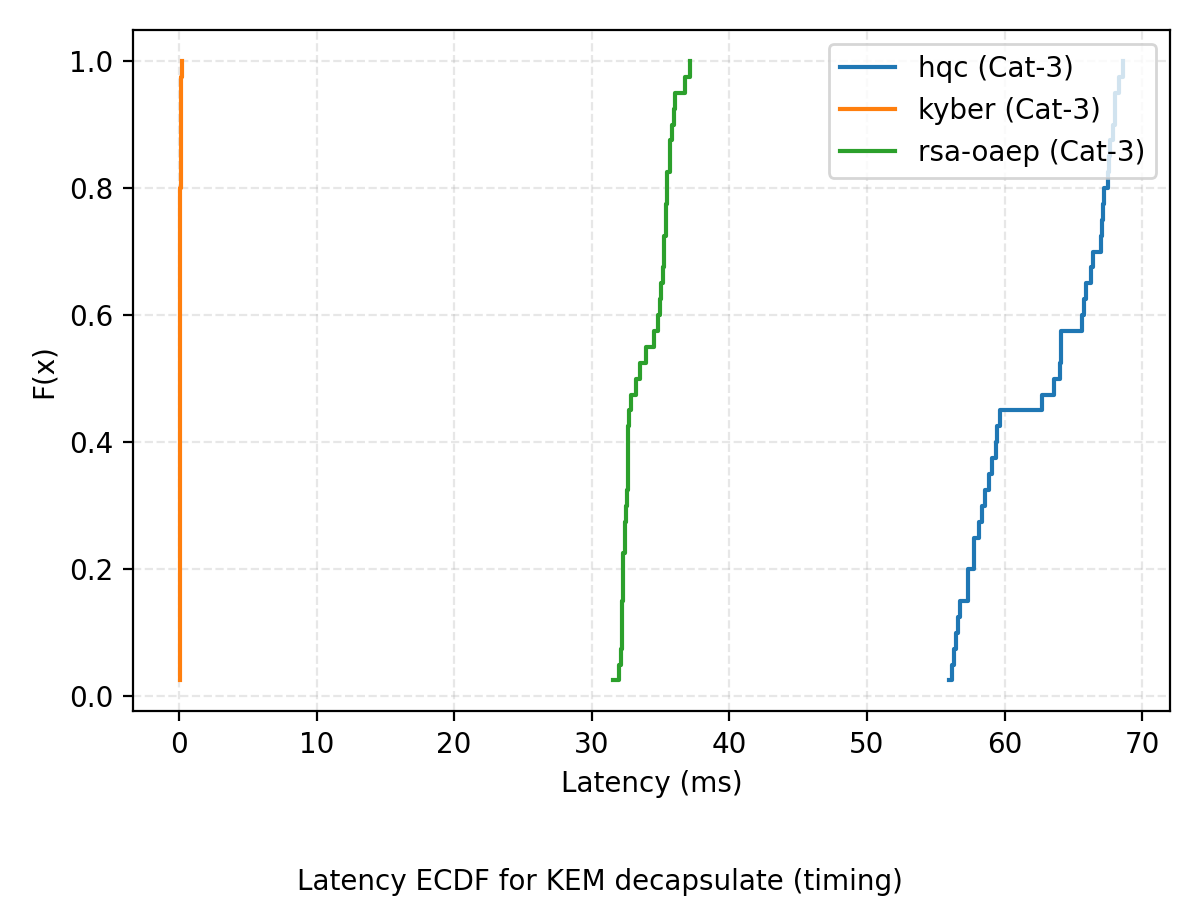 1.0
0.8
0.6
0.4
0.2
0.0
F(x)
hqc (Cat-3)
kyber (Cat-3)
rsa-oaep (Cat-3)
0 10 20 30 40 50 60 70
Latency (ms)
Latency ECDF for KEM decapsulate (timing)